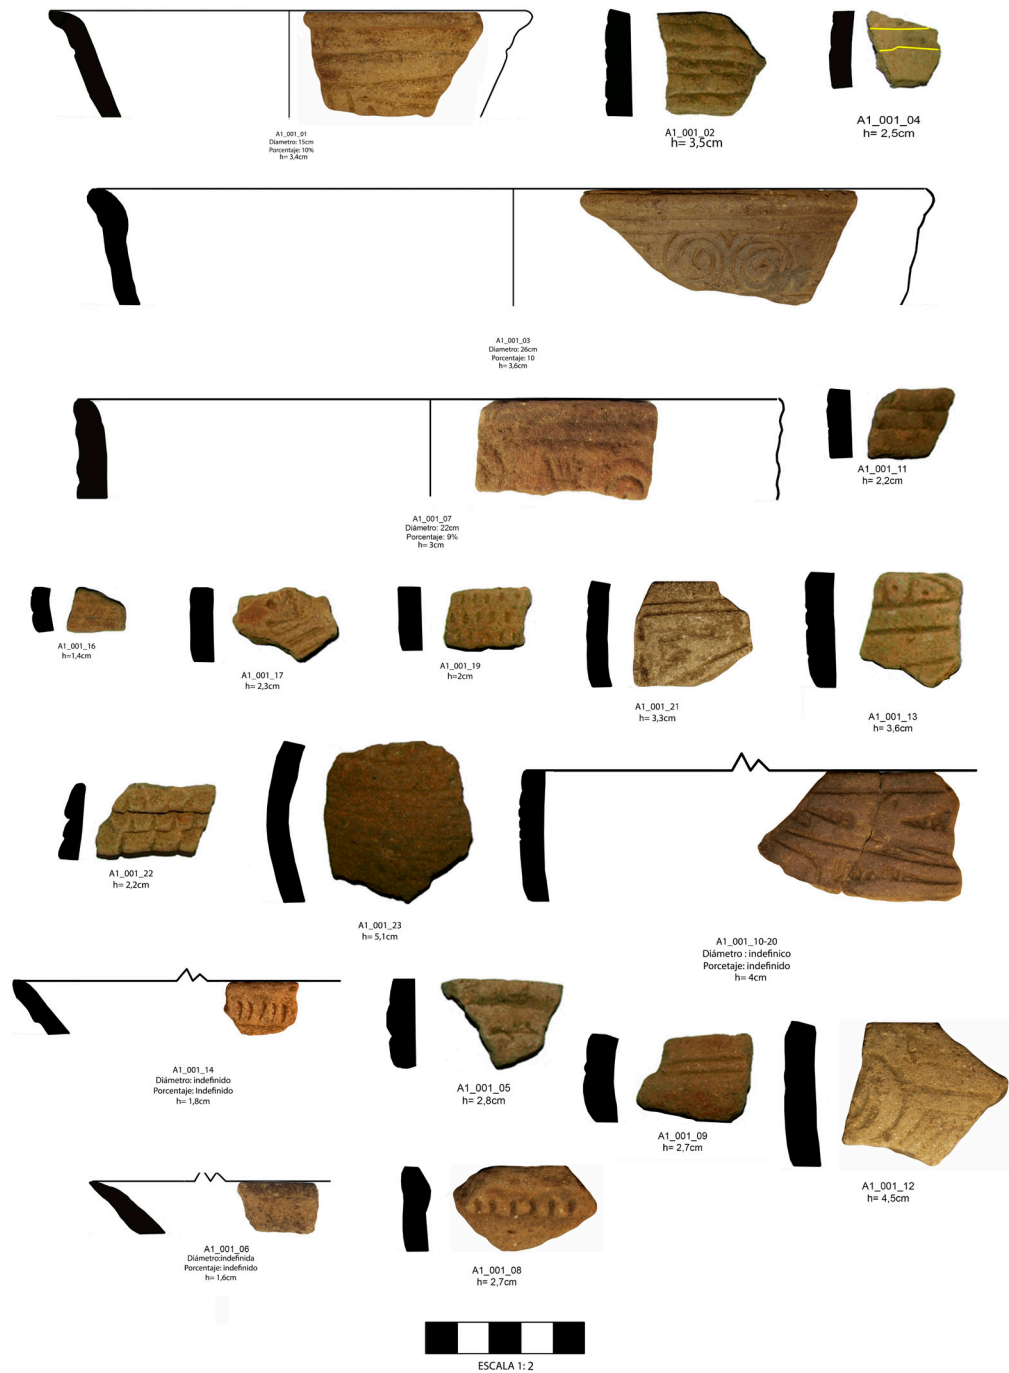 A1_001_01
Diametro: 15cm
Porcentaje: 10%
h= 3,4cm
A1_001_02
h= 3,5cm
A1_001_04
h= 2,5cm
A1_001_03
Diametro: 26cm
Porcentaje: 10
h= 3,6cm
A1_001_07
Diámetro: 22cm
Porcentaje: 9%
h= 3cm
A1_001_11
h= 2,2cm
A1_001_16
h=1,4cm
A1_001_17
h= 2,3cm
A1_001_19
h=2cm
A1_001_21
h= 3,3cm
A1_001_13
h= 3,6cm
A1_001_22
h= 2,2cm
A1_001_23
h= 5,1cm
A1_001_10-20
Diámetro : indefinico
Porcetaje: indefinido
h= 4cm
A1_001_14
Diámetro: indefinido
Porcentaje: Indefinido
h= 1,8cm
A1_001_05
h= 2,8cm
A1_001_09
h= 2,7cm
A1_001_12
h= 4,5cm
A1_001_06
Diámetro:indefinida
Porcentaje: indefinido
h= 1,6cm
A1_001_08
h= 2,7cm
ESCALA 1: 2